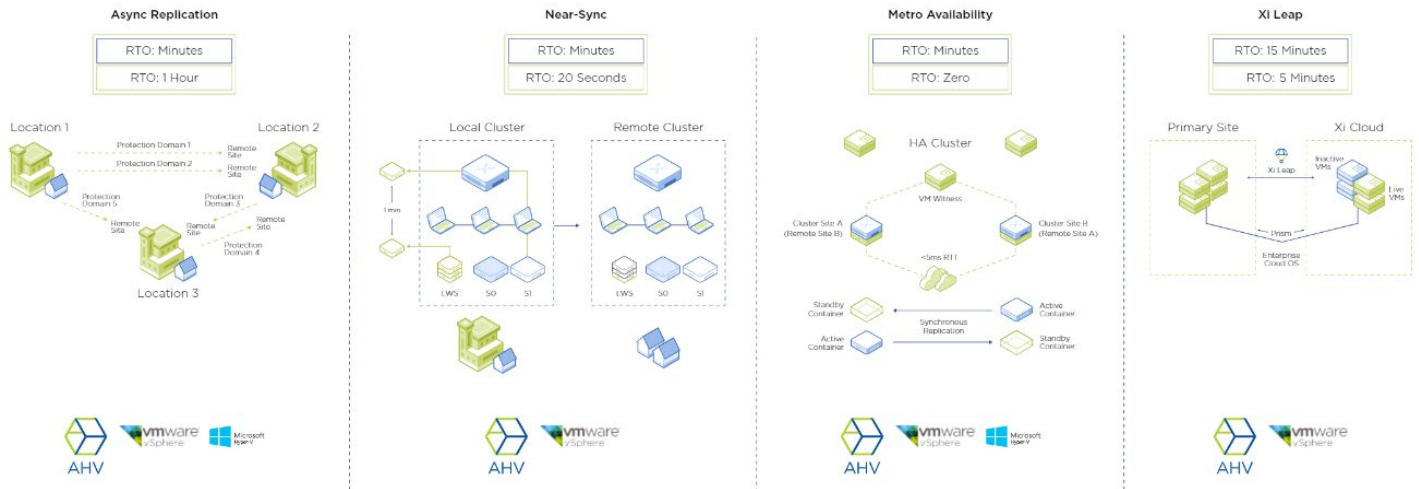 Async Replication
RTO: Minutes
RTO: 1 Hour
Location 1
Location 2
Protection Domain 1
Remote
Site
Protection Domain 2
Remote
Site
Protection
Domain 5
Protection
Domain 3
Remote
Site
Remote
Site
Remote
Site
Protection
Domain 4
Location 3
AHV
vmware
vSphere
Microsoft
Hyper-V
Near-Sync
RTO: Minutes
RTO: 20 Seconds
Local Cluster
Remote Cluster
1 min
LWS
S0
S1
LWS
S0
S1
AHV
vmware
vSphere
Metro Availability
RTO: Minutes
RTO: Zero
HA Cluster
VM Witness
Cluster Site A
(Remote Site B)
Cluster Site B
(Remote Site A)
<5ms RTT
Standby
Container
Active
Container
Synchronous
Replication
Active
Container
Standby
Container
AHV
vmware
vSphere
Microsoft
Hyper-V
Xi Leap
RTO: 15 Minutes
RTO: 5 Minutes
Primary Site
Xi Cloud
Inactive
VMs
Xi Leap
Live
VMs
Prism
Enterprise
Cloud OS
AHV
vmware
vSphere